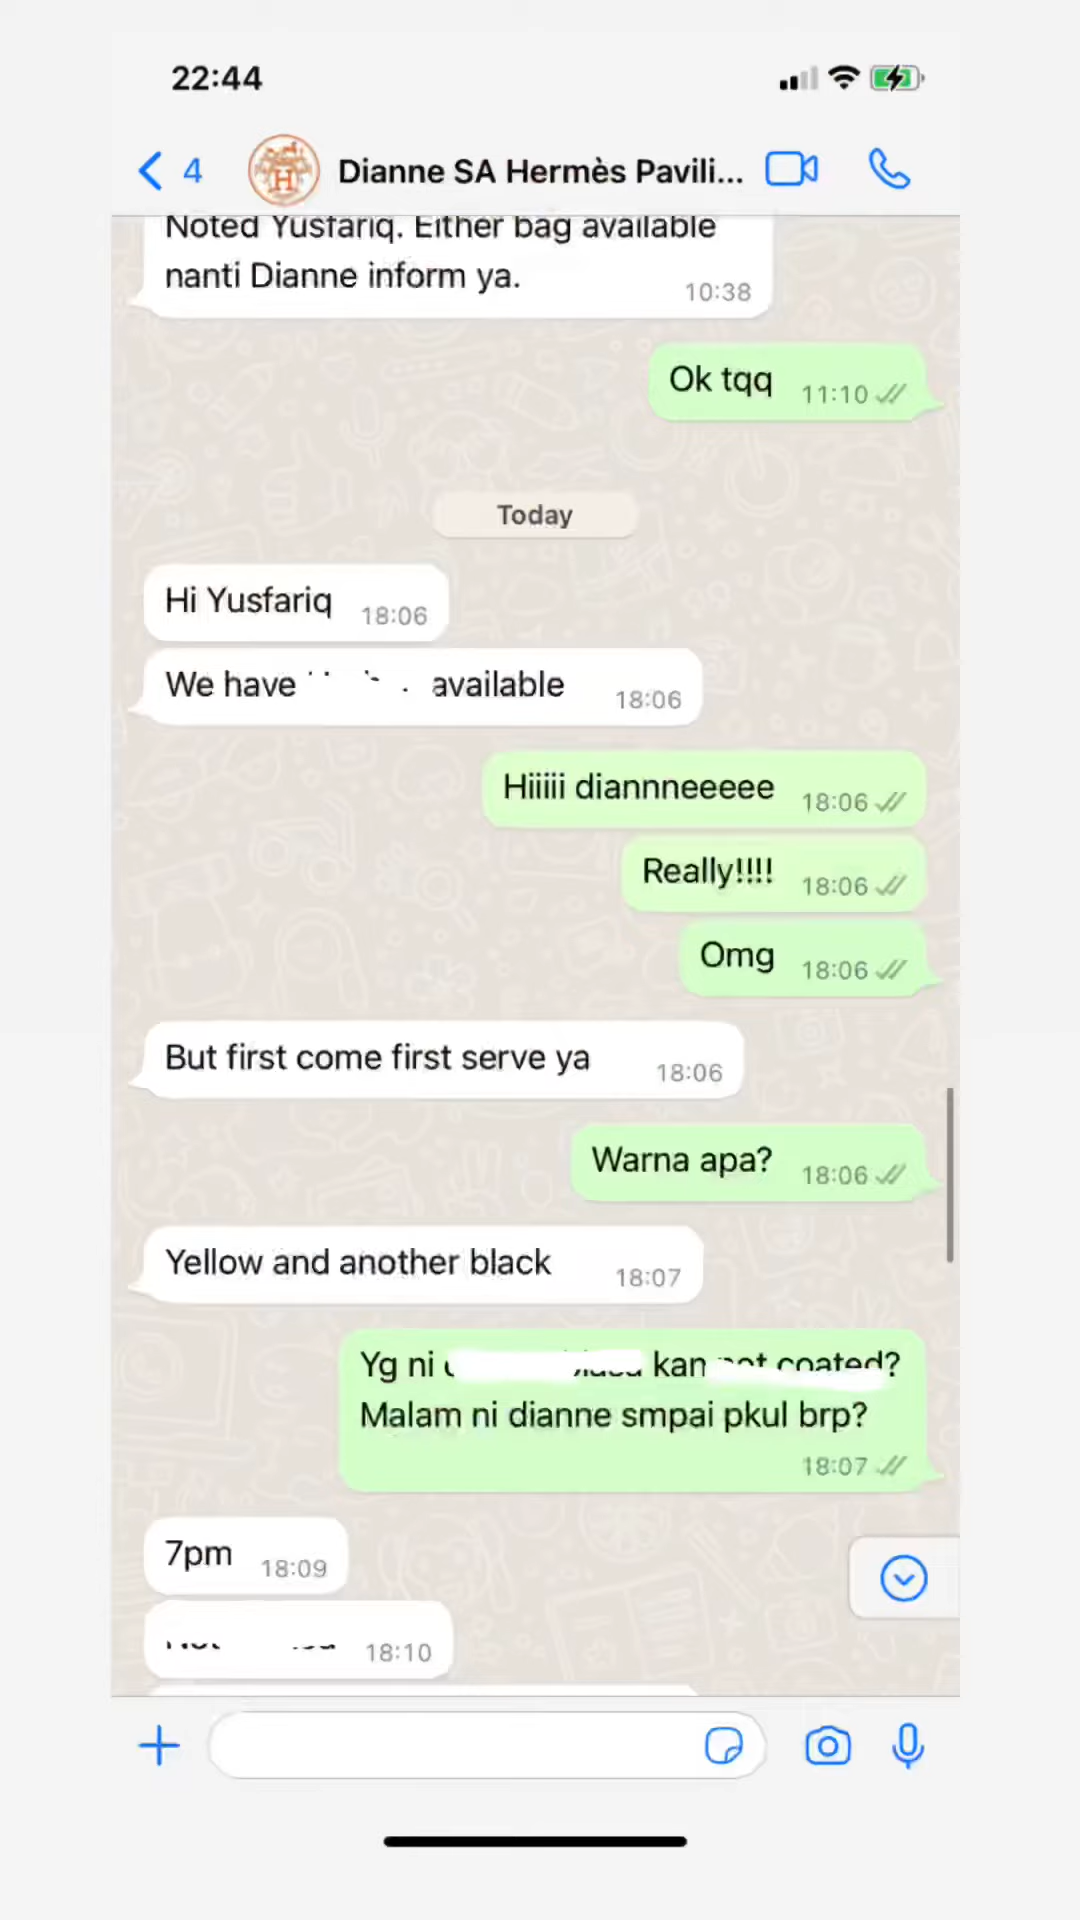 22:44
4
Dianne SA Hermès Pavili...
Noted Yusfariq. Either bag available
nanti Dianne inform ya.
10:38
Ok tqq
11:10
Today
Hi Yusfariq
18:06
We have
available
18:06
Hiiiii diannneeeee
18:06
Really!!!!
18:06
Omg
18:06
But first come first serve ya
18:06
Warna apa?
18:06
Yellow and another black
18:07
Yg ni
kan not coated?
Malam ni dianne smpai pkul brp?
18:07
7pm
18:09
18:10